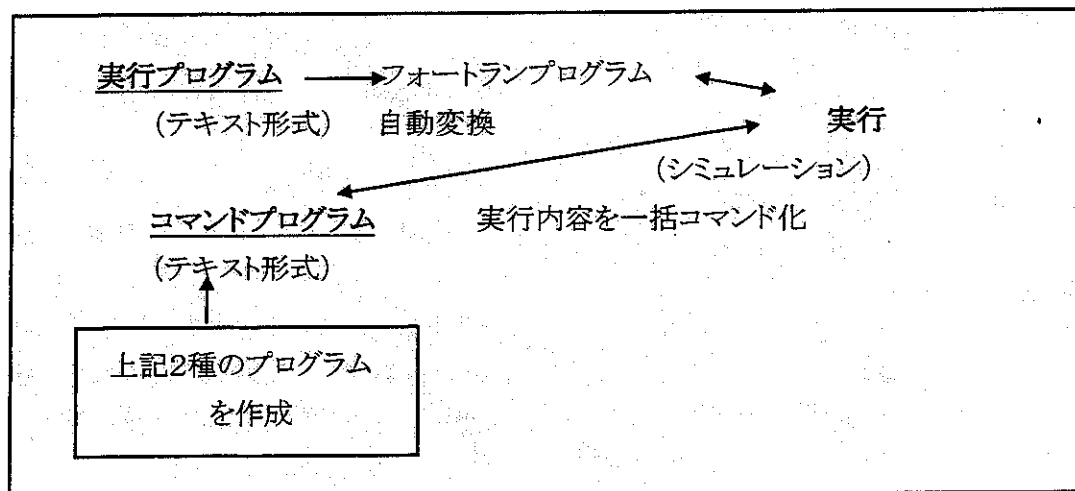 実行プログラム フォートランプログラム
(テキスト形式) 自動変換 実行
(シミュレーション)
コマンドプログラム 実行内容を一括コマンド化
(テキスト形式)
上記2種のプログラム
を作成